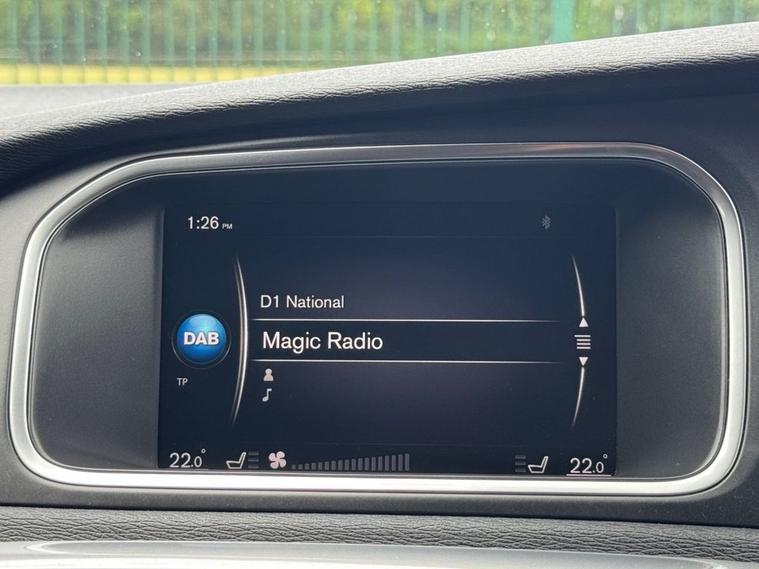 1:26 PM
D1 National
DAB
Magic Radio
TP
22.0°
22.0°